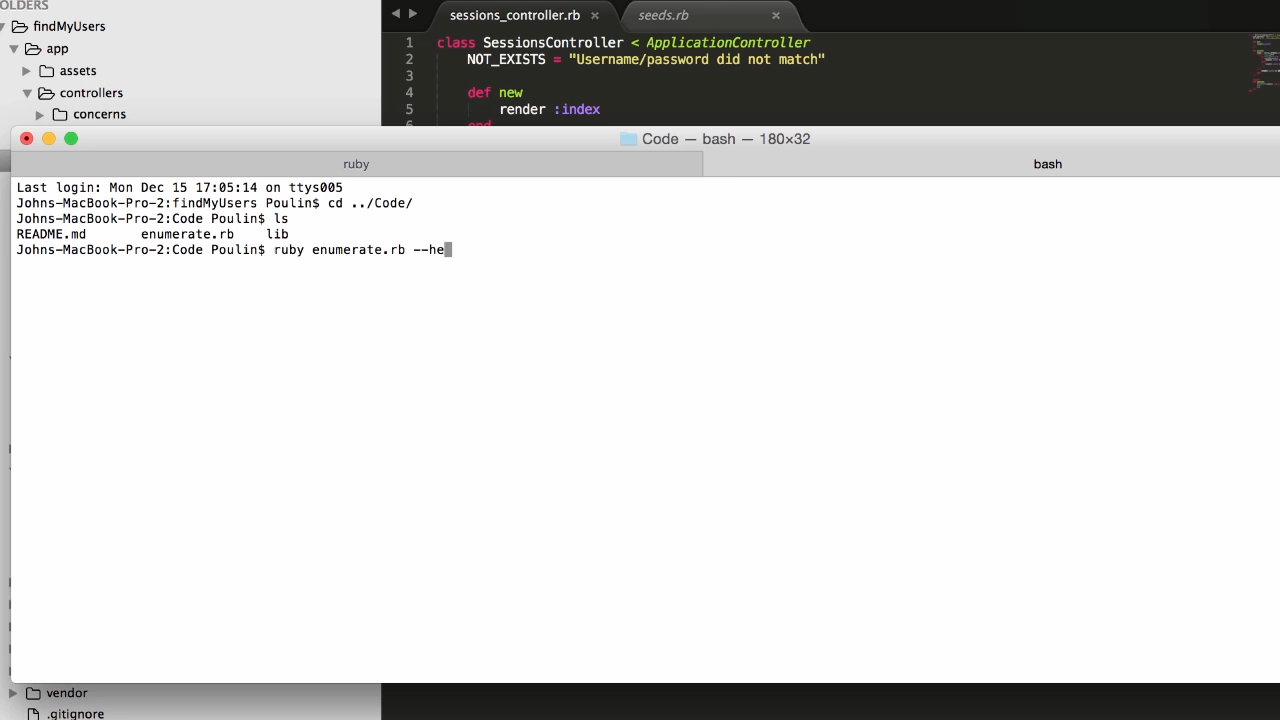 OLDERS
findMyUsers
app
assets
controllers
concerns
sessions_controller.rb
seeds.rb
1 class SessionsController < ApplicationController
2 NOT_EXISTS = "Username/password did not match"
3
4 def new
5 render :index
6 end
Code — bash — 180×32
ruby
bash
Last login: Mon Dec 15 17:05:14 on ttys005
Johns-MacBook-Pro-2:findMyUsers Poulin$ cd ../Code/
Johns-MacBook-Pro-2:Code Poulin$ ls
README.md enumerate.rb lib
Johns-MacBook-Pro-2:Code Poulin$ ruby enumerate.rb --he
vendor
.gitignore